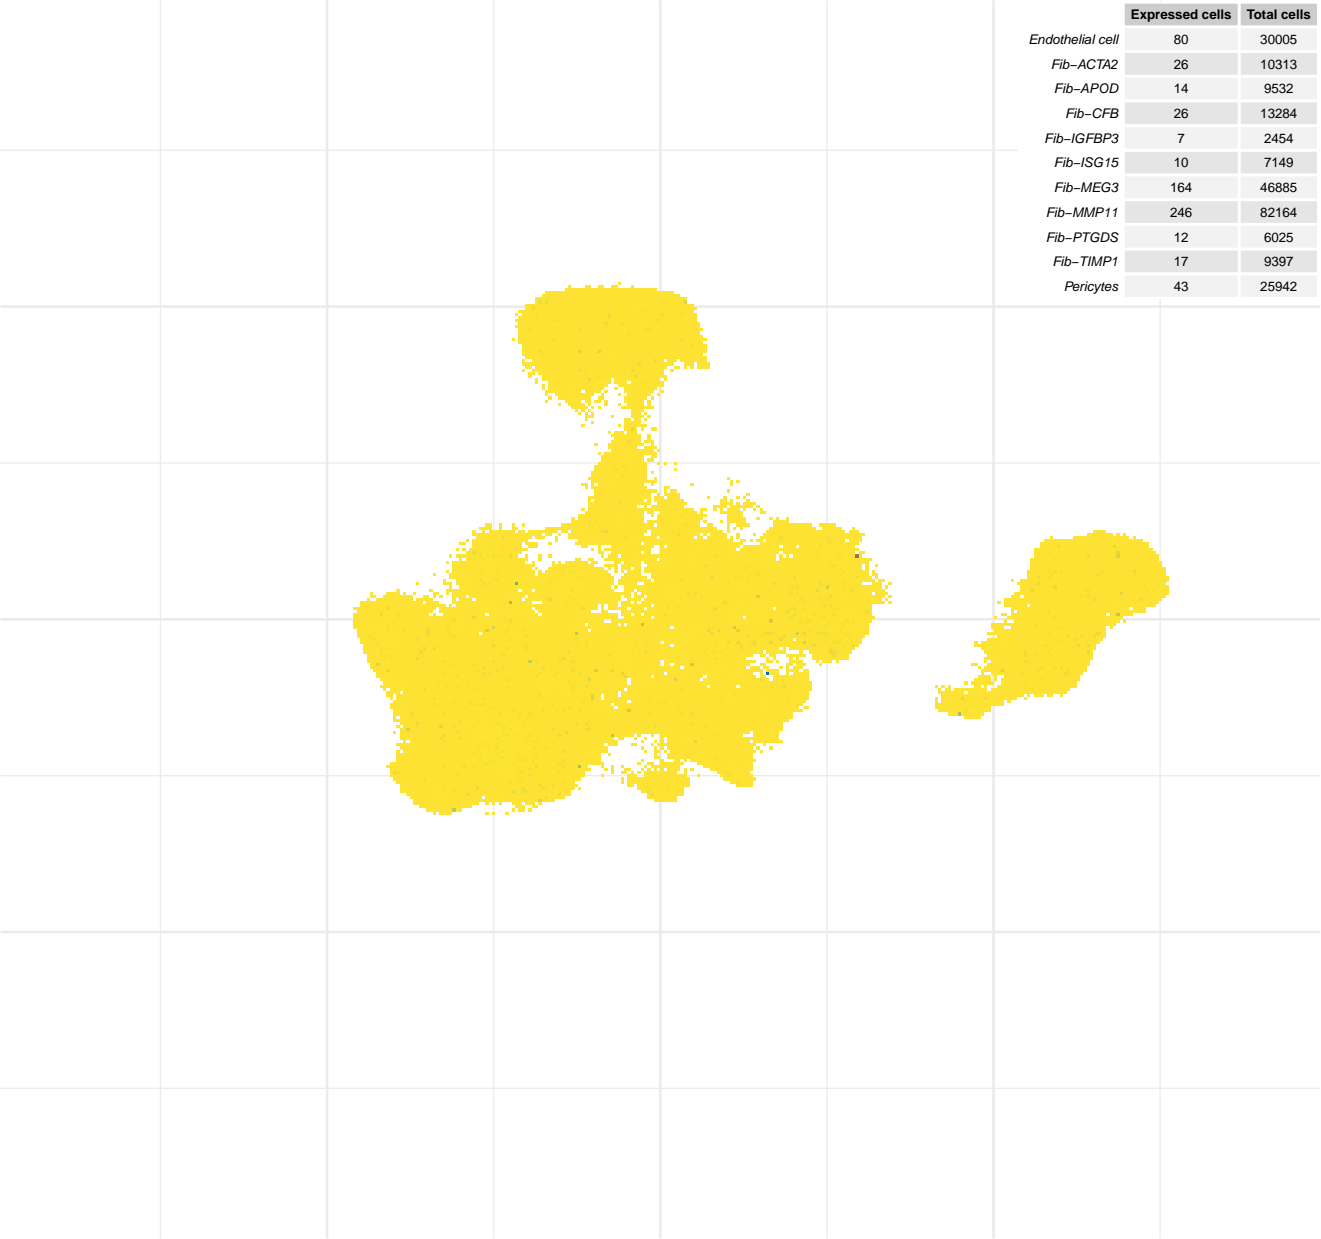 Expressed cells Total cells
Endothelial cell 80 30005
Fib−ACTA2 26 10313
Fib−APOD 14 9532
Fib−CFB 26 13284
Fib−IGFBP3 7 2454
Fib−ISG15 10 7149
Fib−MEG3 164 46885
Fib−MMP11 246 82164
Fib−PTGDS 12 6025
Fib−TIMP1 17 9397
Pericytes 43 25942